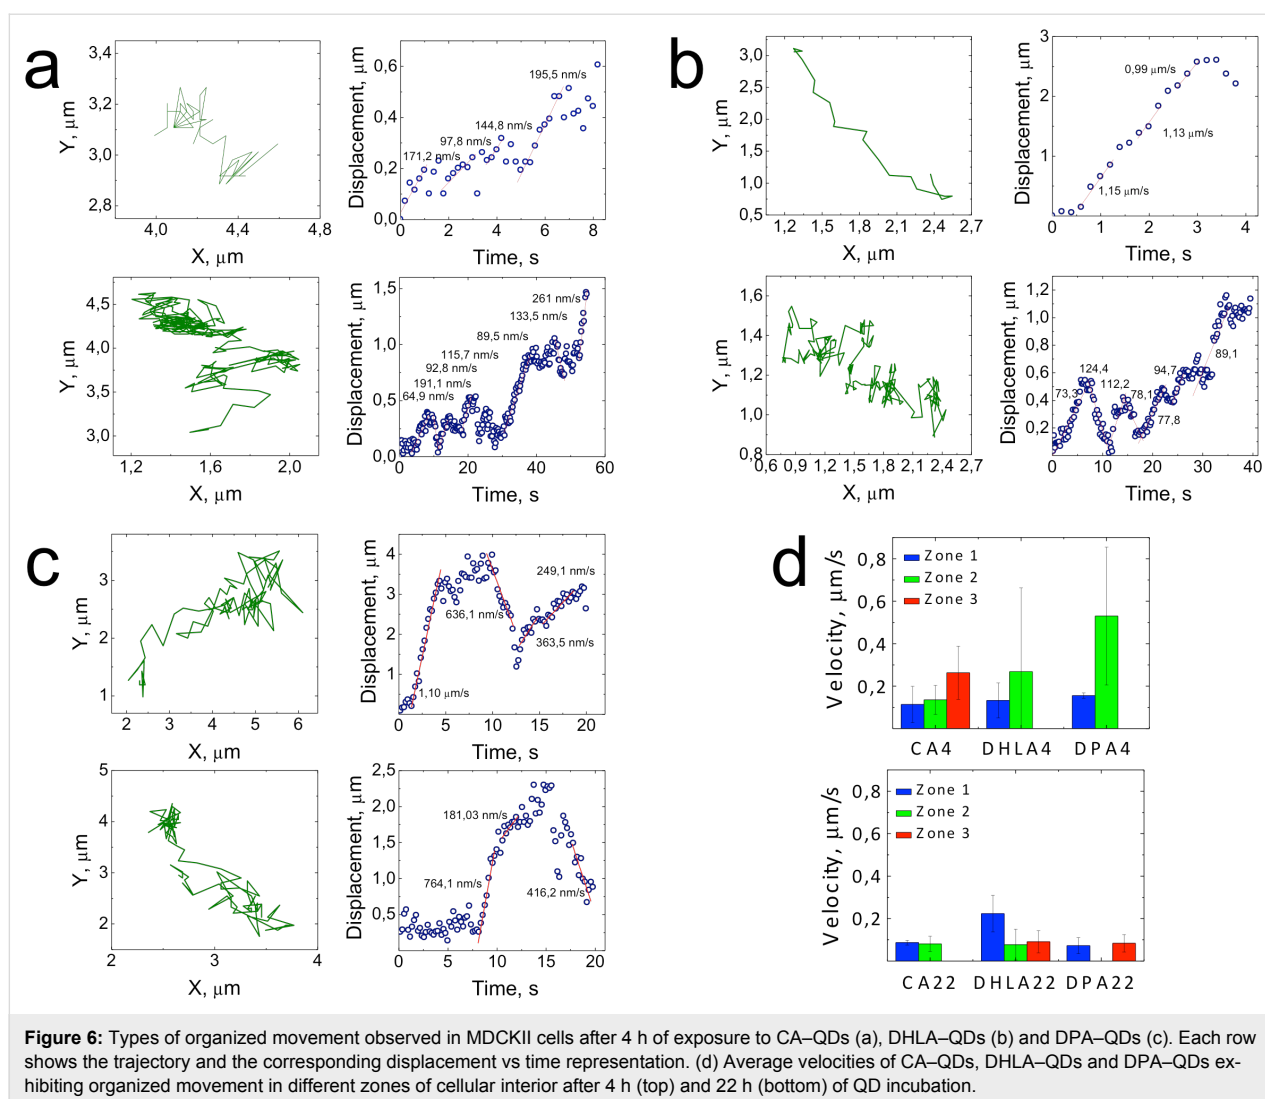 a
3,4
3,2
3,0
2,8
Y, μm
4,0
4,4
4,8
X, μm
0,6
0,4
0,2
0,0
Displacement, μm
171,2 nm/s
97,8 nm/s
144,8 nm/s
195,5 nm/s
0
2
4
6
8
Time, s
4,5
4,0
3,5
3,0
Y, μm
1,2
1,6
2,0
X, μm
1,5
1,0
0,5
0,0
Displacement, μm
261 nm/s
133,5 nm/s
89,5 nm/s
115,7 nm/s
92,8 nm/s
191,1 nm/s
64,9 nm/s
0
20
40
60
Time, s
b
3,0
2,5
2,0
1,5
1,0
0,5
Y, μm
1,2
1,5
1,8
2,1
2,4
2,7
X, μm
3
2
1
Displacement, μm
0,99 μm/s
1,13 μm/s
1,15 μm/s
0
1
2
3
4
Time, s
1,6
1,4
1,2
1,0
0,8
Y, μm
0,6
0,9
1,2
1,5
1,8
2,1
2,4
2,7
X, μm
1,2
1,0
0,8
0,6
0,4
0,2
Displacement, μm
73,3
124,4
112,2
78,1
94,7
77,8
89,1
0
10
20
30
40
Time, s
c
3
2
1
Y, μm
2
3
4
5
6
X, μm
4
3
2
1
0
Displacement, μm
249,1 nm/s
636,1 nm/s
363,5 nm/s
1,10 μm/s
0
5
10
15
20
Time, s
5
4
3
2
Y, μm
2
3
4
X, μm
2,5
2,0
1,5
1,0
0,5
Displacement, μm
181,03 nm/s
764,1 nm/s
416,2 nm/s
0
5
10
15
20
Time, s
d
0,8
0,6
0,4
0,2
Velocity, μm/s
Zone 1
Zone 2
Zone 3
CA4
DHLA4
DPA4
0,8
0,6
0,4
0,2
Velocity, μm/s
Zone 1
Zone 2
Zone 3
CA22
DHLA22
DPA22
Figure 6: Types of organized movement observed in MDCKII cells after 4 h of exposure to CA–QDs (a), DHLA–QDs (b) and DPA–QDs (c). Each row
shows the trajectory and the corresponding displacement vs time representation. (d) Average velocities of CA–QDs, DHLA–QDs and DPA–QDs ex-
hibiting organized movement in different zones of cellular interior after 4 h (top) and 22 h (bottom) of QD incubation.